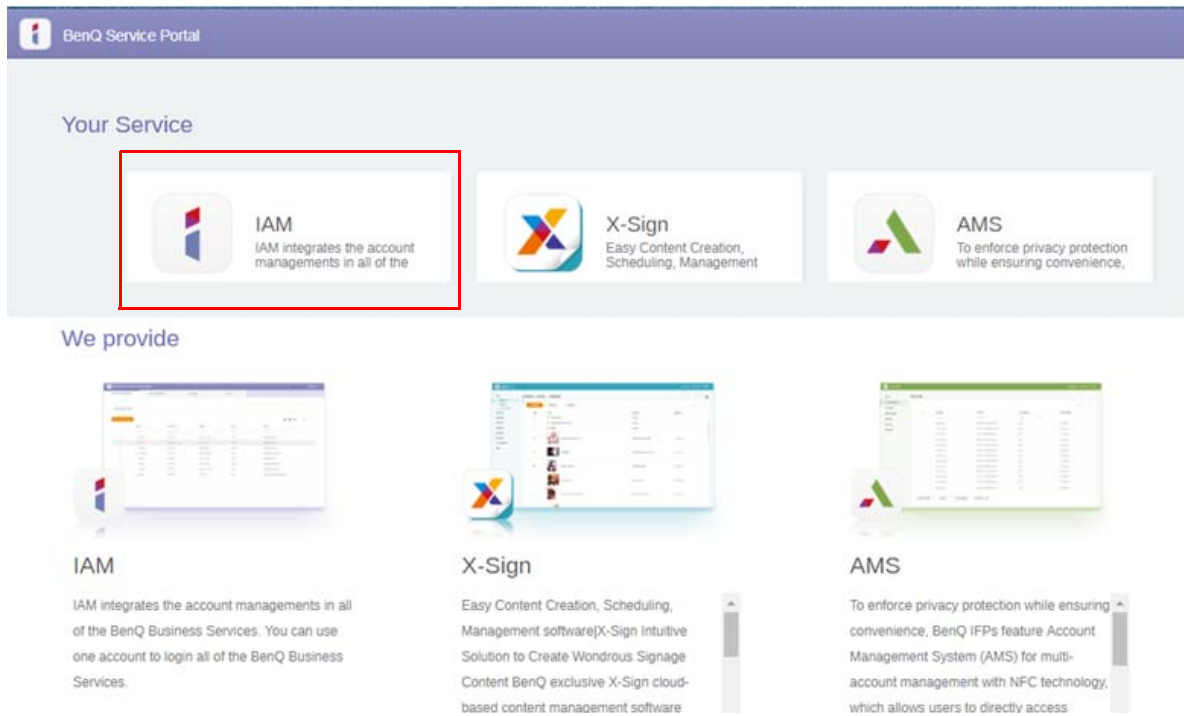 BenQ Service Portal
Your Service
IAM
IAM integrates the account
managements in all of the
X-Sign
Easy Content Creation,
Scheduling, Management
AMS
To enforce privacy protection
while ensuring convenience,
We provide
IAM
IAM integrates the account managements in all
of the BenQ Business Services. You can use
one account to login all of the BenQ Business
Services.
X-Sign
Easy Content Creation, Scheduling,
Management software|X-Sign Intuitive
Solution to Create Wondrous Signage
Content BenQ exclusive X-Sign cloud-
based content management software
AMS
To enforce privacy protection while ensuring
convenience, BenQ IFPs feature Account
Management System (AMS) for multi-
account management with NFC technology,
which allows users to directly access